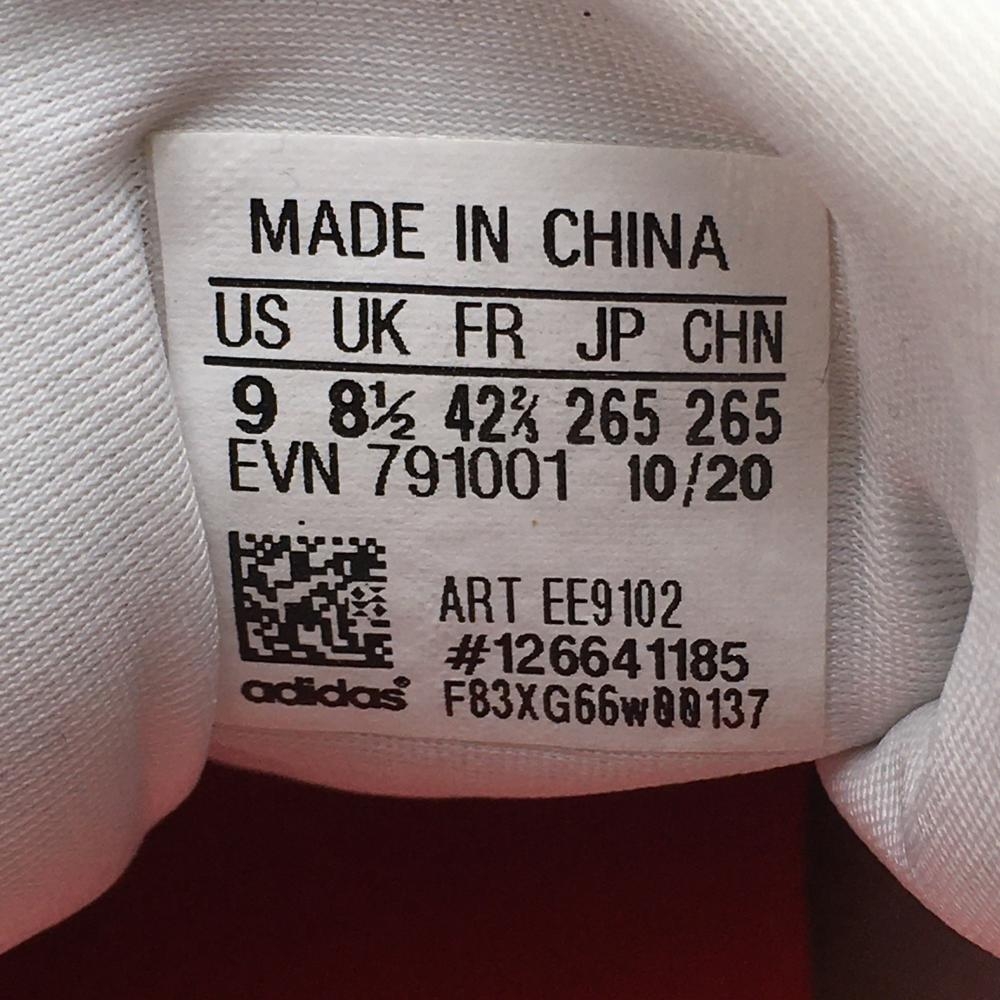 MADE IN CHINA
US UK FR JP CHN
9 8½ 42⅔ 265 265
EVN 791001 10/20
ART EE9102
#126641185
adidas® F83XG66w00137